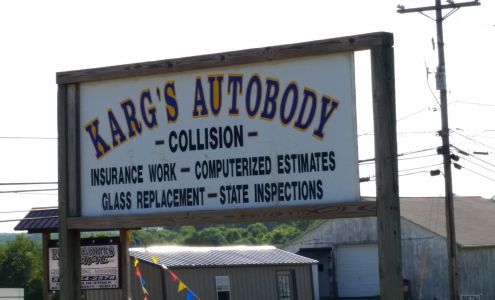 KARG'S AUTOBODY
- COLLISION -
INSURANCE WORK - COMPUTERIZED ESTIMATES
GLASS REPLACEMENT - STATE INSPECTIONS